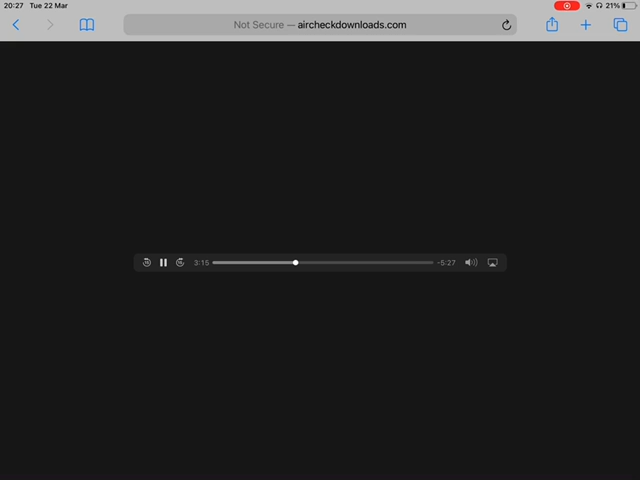 20:27 Tue 22 Mar 21%
Not Secure — aircheckdownloads.com
3:15 -5:27